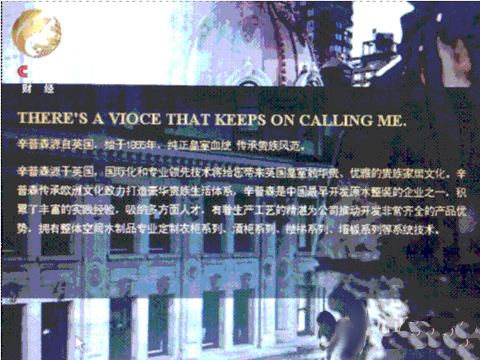 C
财 经
THERE'S A VIOCE THAT KEEPS ON CALLING ME.
辛普森源自英国，始于1865年，纯正皇室血统 传承贵族风范。
辛普森源于英国，国际化和专业领先技术将给您带来英国皇室的华贵、优雅的贵族家居文化。辛
普森传承欧洲文化致力打造豪华贵族生活体系，辛普森是中国最早开发原木整装的企业之一，积
累了丰富的实践经验，吸纳多方面人才，有着生产工艺的精湛为公司推动开发非常齐全的产品优
势，拥有整体空间木制品专业定制衣柜系列、酒柜系列、楼梯系列、墙板系列等系统技术。